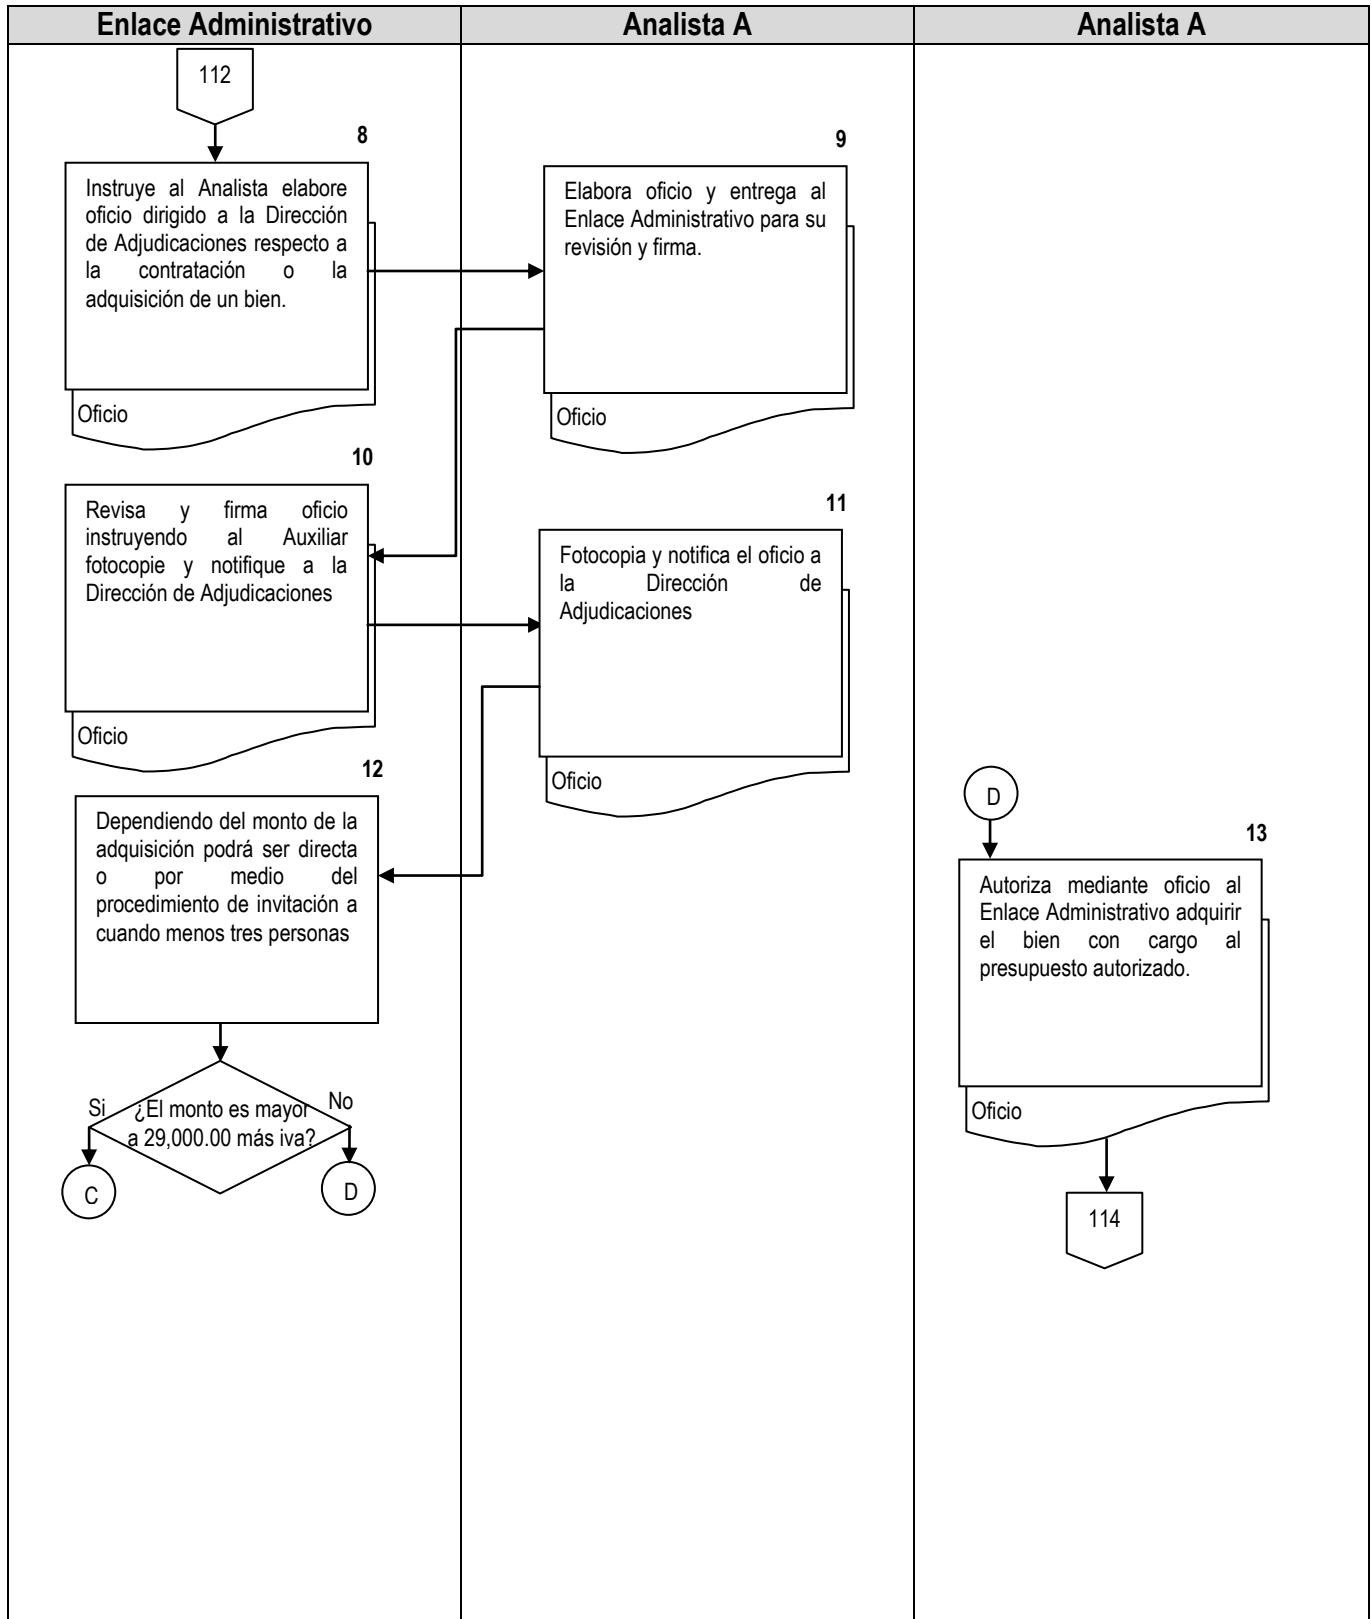 Enlace Administrativo
Analista A
Analista A
112
8
Instruye al Analista elabore
oficio dirigido a la Dirección
de Adjudicaciones respecto a
la contratación o la
adquisición de un bien.
Oficio
9
Elabora oficio y entrega al
Enlace Administrativo para su
revisión y firma.
Oficio
10
Revisa y firma oficio
instruyendo al Auxiliar
fotocopie y notifique a la
Dirección de Adjudicaciones
Oficio
11
Fotocopia y notifica el oficio a
la Dirección de
Adjudicaciones
Oficio
12
Dependiendo del monto de la
adquisición podrá ser directa
o por medio del
procedimiento de invitación a
cuando menos tres personas
Si
¿El monto es mayor
a 29,000.00 más iva?
No
C
D
D
13
Autoriza mediante oficio al
Enlace Administrativo adquirir
el bien con cargo al
presupuesto autorizado.
Oficio
114